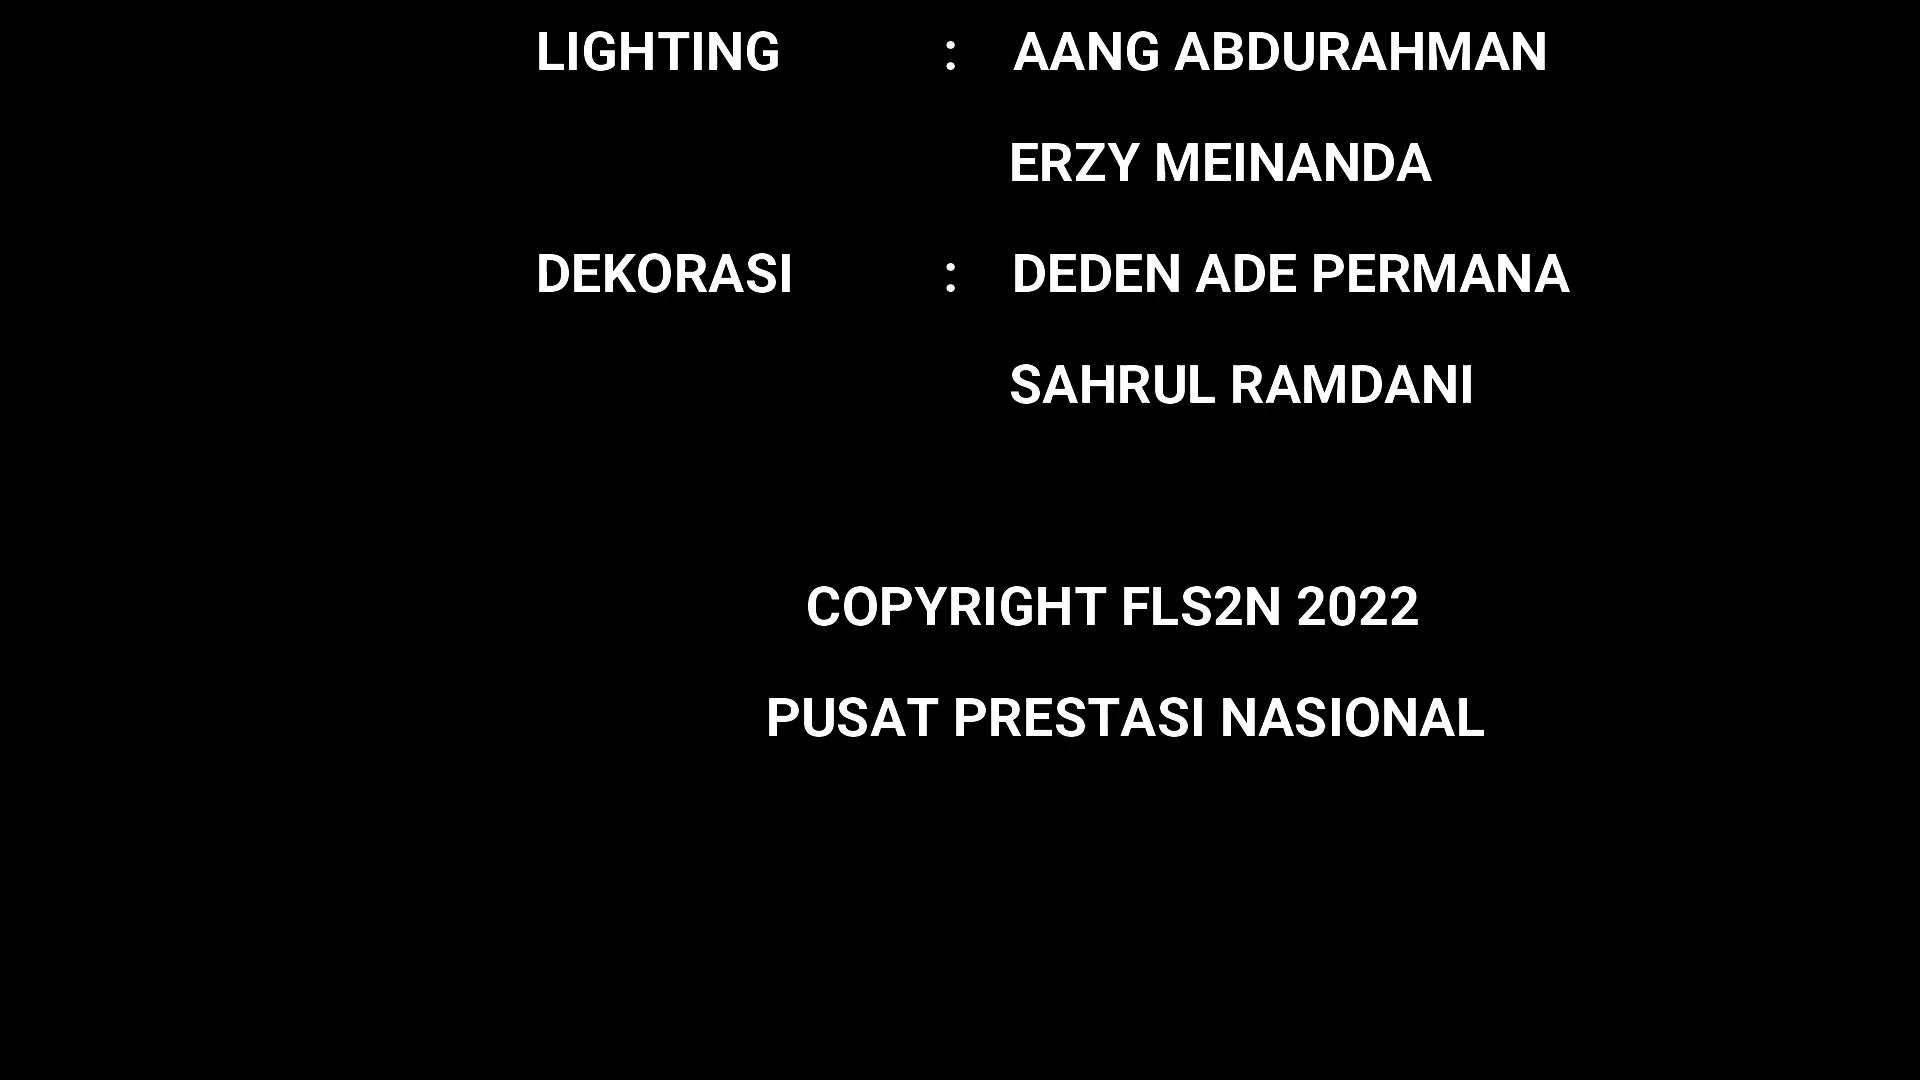 LIGHTING : AANG ABDURAHMAN
ERZY MEINANDA
DEKORASI : DEDEN ADE PERMANA
SAHRUL RAMDANI
COPYRIGHT FLS2N 2022
PUSAT PRESTASI NASIONAL